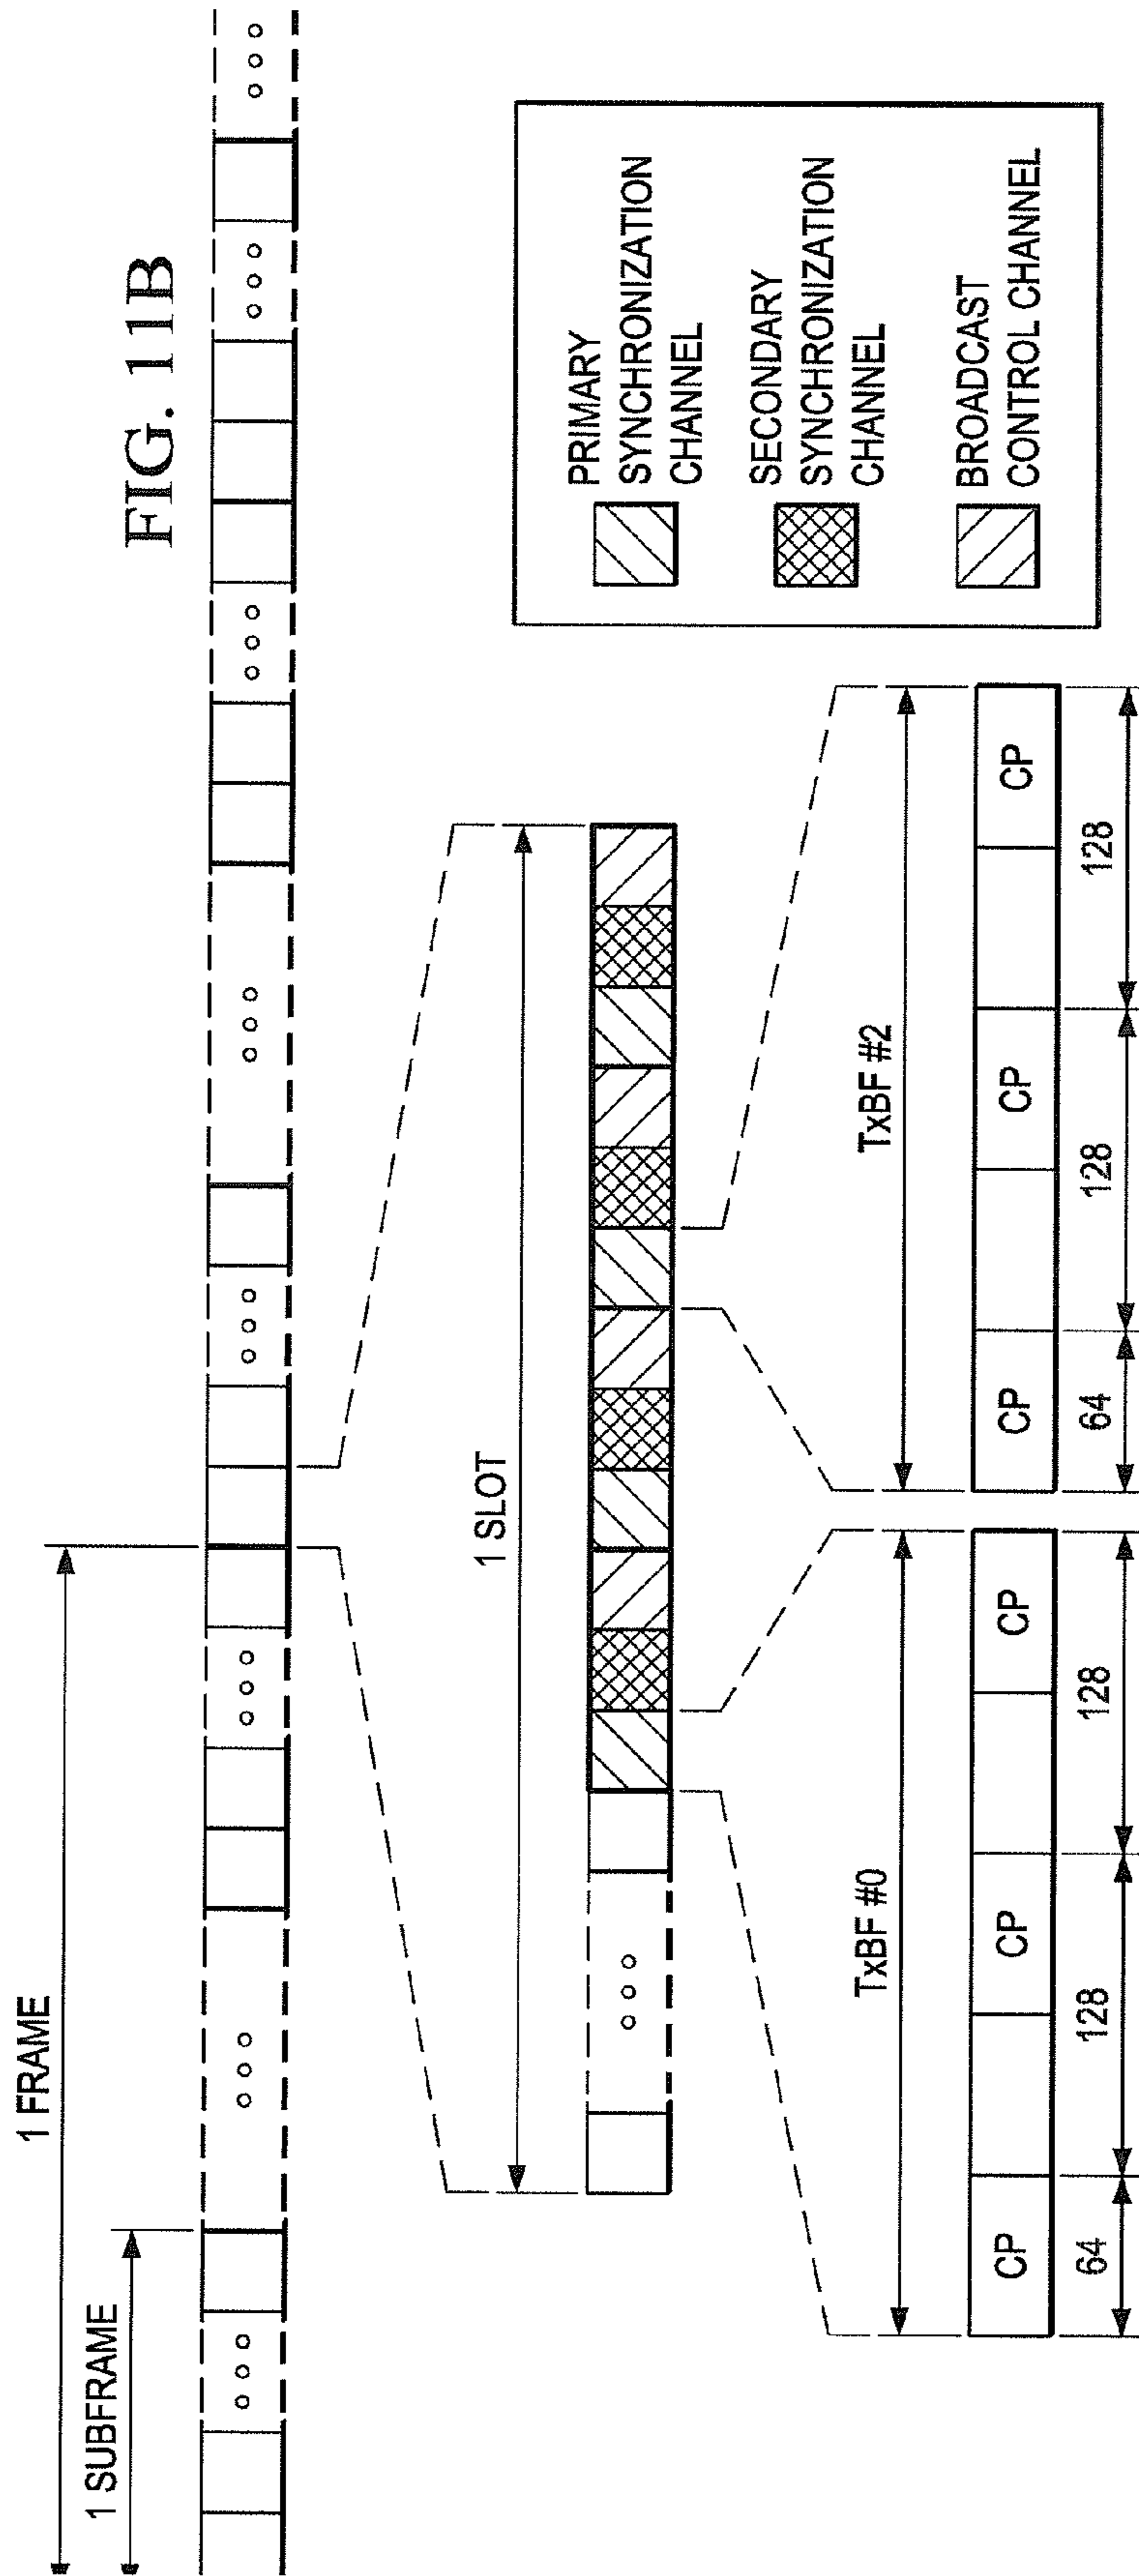 FIG. 11B
1 FRAME
1 SUBFRAME
1 SLOT
PRIMARY
SYNCHRONIZATION
CHANNEL
SECONDARY
SYNCHRONIZATION
CHANNEL
BROADCAST
CONTROL CHANNEL
TxBF #0
TxBF #2
CP
CP
CP
CP
CP
CP
64
128
128
64
128
128